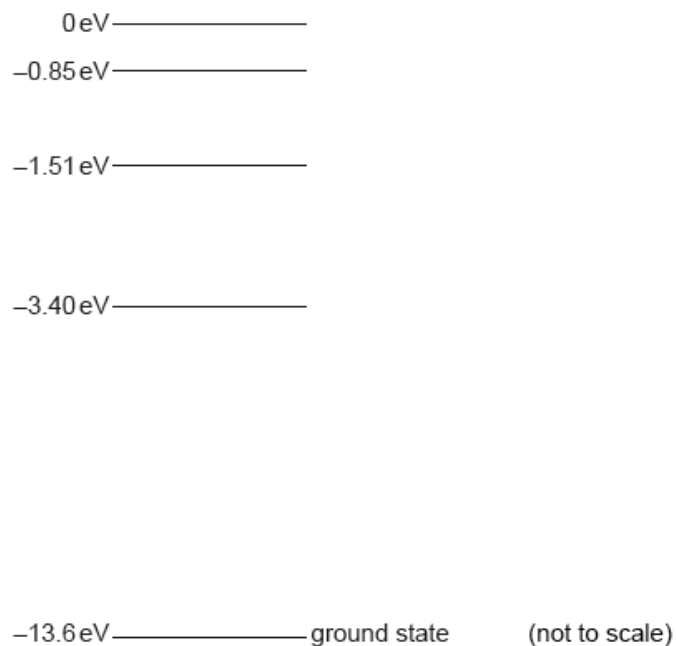 0 eV
–0.85 eV
–1.51 eV
–3.40 eV
–13.6 eV ground state (not to scale)